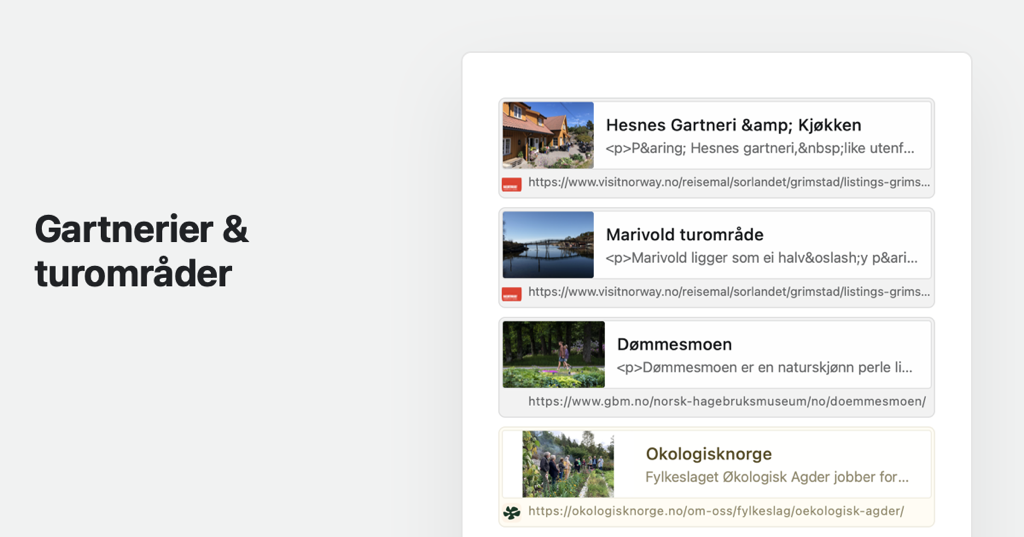 Gartnerier &
turområder
Hesnes Gartneri &amp; Kjøkken
<p>P&aring; Hesnes gartneri,&nbsp;like utenf...
https://www.visitnorway.no/reisemal/sorlandet/grimstad/listings-grims...
Marivold turområde
<p>Marivold ligger som ei halv&oslash;y p&ari...
https://www.visitnorway.no/reisemal/sorlandet/grimstad/listings-grims...
Dømmesmoen
<p>Dømmesmoen er en naturskjønn perle li...
https://www.gbm.no/norsk-hagebruksmuseum/no/doemmesmoen/
Okologisknorge
Fylkeslaget Økologisk Agder jobber for...
https://okologisknorge.no/om-oss/fylkeslag/oekologisk-agder/